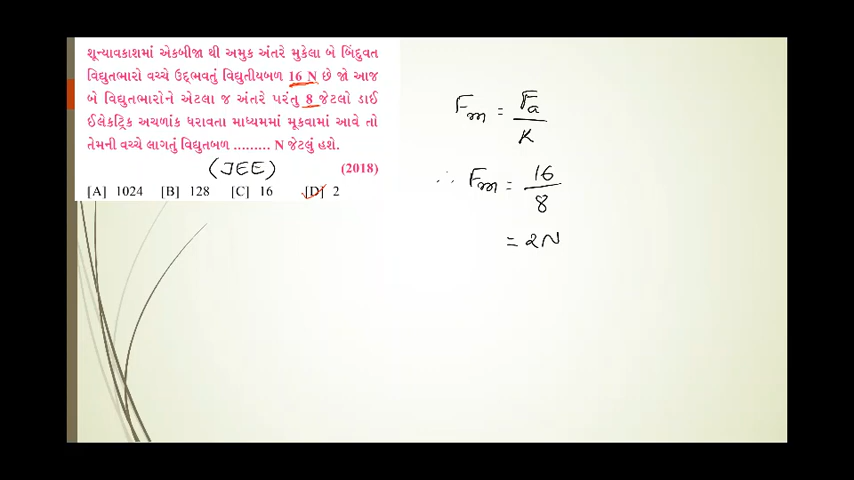 શૂન્યાવકાશમાં એકબીજા થી અમુક અંતરે મુકેલા બે બિંદુવત
વિદ્યુતભારો વચ્ચે ઉદ્ભવતું વિદ્યુતીયબળ 16 N છે જો આજ
બે વિદ્યુતભારોને એટલા જ અંતરે પરંતુ 8 જેટલો ડાઈ
ઈલેકટ્રિક અચળાંક ધરાવતા માધ્યમમાં મૂકવામાં આવે તો
તેમની વચ્ચે લાગતું વિદ્યુતબળ ......... N જેટલું હશે.
(JEE) (2018)
[A] 1024 [B] 128 [C] 16 [D] 2
Fm = Fa / K
∴ Fm = 16 / 8
= 2N